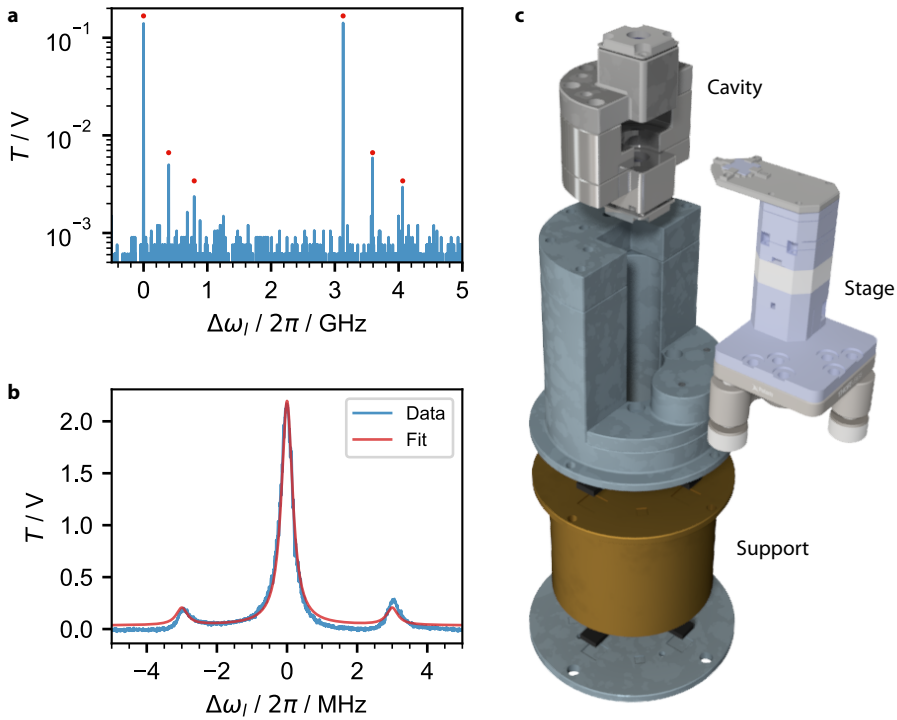 a
10⁻¹
10⁻²
10⁻³
T / V
0 1 2 3 4 5
Δω_l / 2π / GHz
b
2.0
1.5
1.0
0.5
0.0
T / V
Data
Fit
−4 −2 0 2 4
Δω_l / 2π / MHz
c
Cavity
Stage
Support